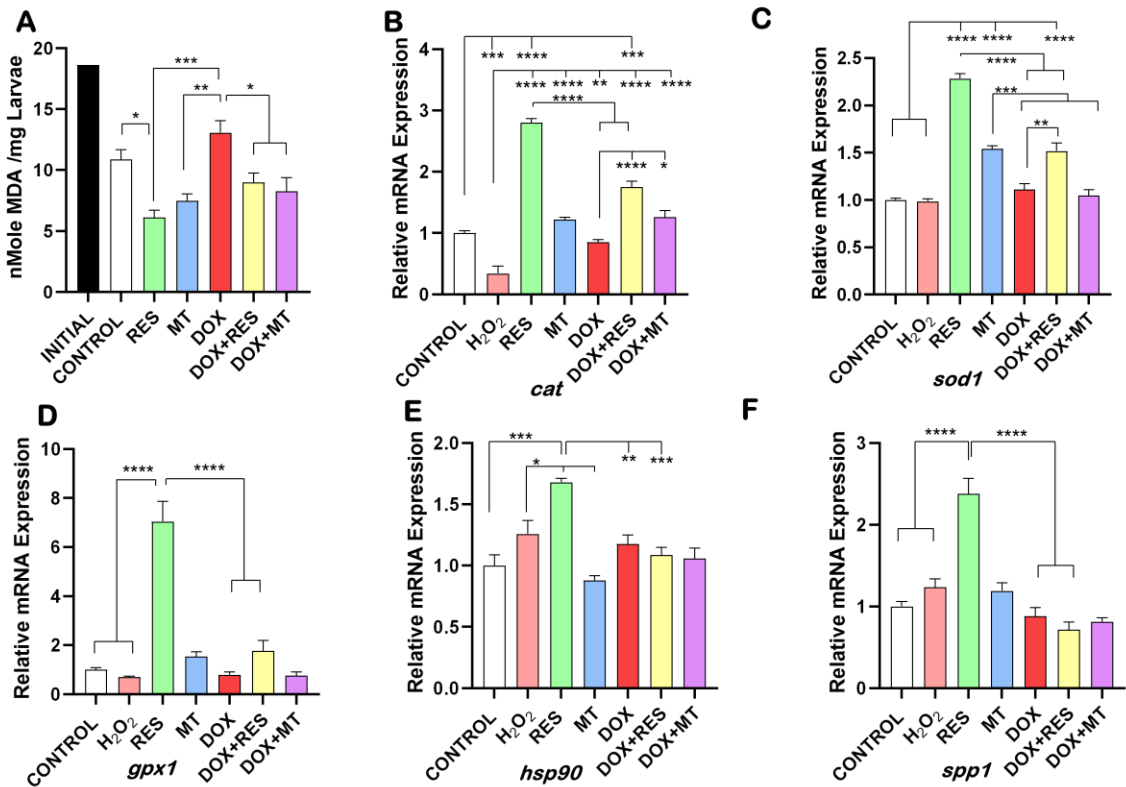 A
nMole MDA /mg Larvae
20
15
10
5
0
***
**
*
*
INITIAL
CONTROL
RES
MT
DOX
DOX+RES
DOX+MT
B
Relative mRNA Expression
4
3
2
1
0
*** **** ***
**** **** ** **** ****
****
**** *
CONTROL
H₂O₂
RES
MT
DOX
DOX+RES
DOX+MT
cat
C
Relative mRNA Expression
2.5
2.0
1.5
1.0
0.5
0.0
**** **** ****
****
***
**
CONTROL
H₂O₂
RES
MT
DOX
DOX+RES
DOX+MT
sod1
D
Relative mRNA Expression
10
8
6
4
2
0
**** ****
CONTROL
H₂O₂
RES
MT
DOX
DOX+RES
DOX+MT
gpx1
E
Relative mRNA Expression
2.0
1.5
1.0
0.5
0.0
***
*
** ***
CONTROL
H₂O₂
RES
MT
DOX
DOX+RES
DOX+MT
hsp90
F
Relative mRNA Expression
3
2
1
0
**** ****
CONTROL
H₂O₂
RES
MT
DOX
DOX+RES
DOX+MT
spp1